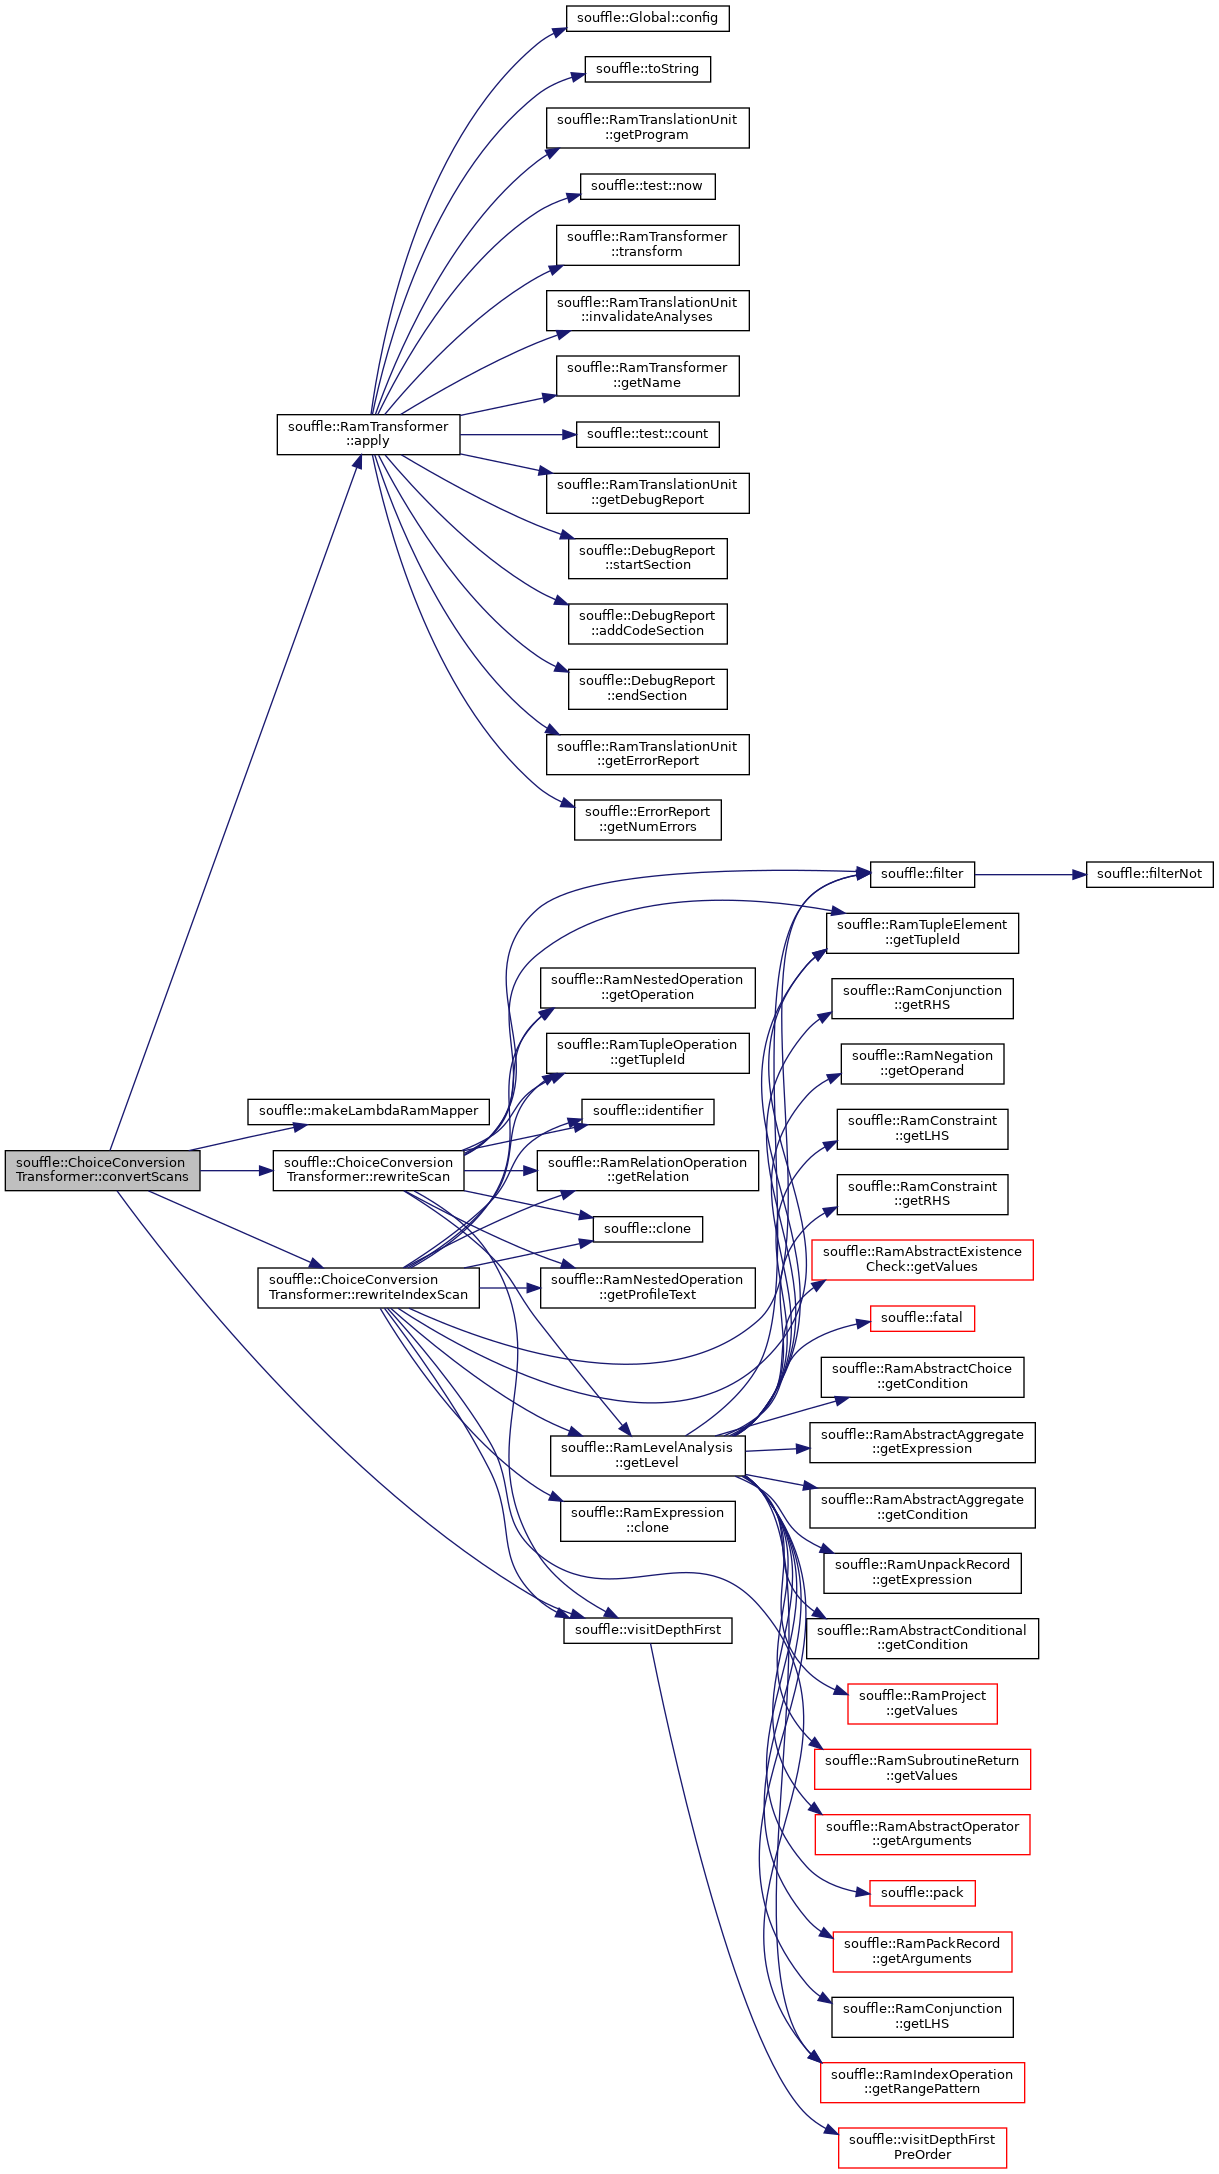 souffle::Global::config
souffle::toString
souffle::RamTranslationUnit
::getProgram
souffle::test::now
souffle::RamTransformer
::transform
souffle::RamTranslationUnit
::invalidateAnalyses
souffle::RamTransformer
::getName
souffle::RamTransformer
::apply
souffle::test::count
souffle::RamTranslationUnit
::getDebugReport
souffle::DebugReport
::startSection
souffle::DebugReport
::addCodeSection
souffle::DebugReport
::endSection
souffle::RamTranslationUnit
::getErrorReport
souffle::ErrorReport
::getNumErrors
souffle::filter
souffle::filterNot
souffle::RamTupleElement
::getTupleId
souffle::RamNestedOperation
::getOperation
souffle::RamConjunction
::getRHS
souffle::RamTupleOperation
::getTupleId
souffle::RamNegation
::getOperand
souffle::makeLambdaRamMapper
souffle::identifier
souffle::RamConstraint
::getLHS
souffle::ChoiceConversion
Transformer::convertScans
souffle::ChoiceConversion
Transformer::rewriteScan
souffle::RamRelationOperation
::getRelation
souffle::RamConstraint
::getRHS
souffle::clone
souffle::RamAbstractExistence
Check::getValues
souffle::ChoiceConversion
Transformer::rewriteIndexScan
souffle::RamNestedOperation
::getProfileText
souffle::fatal
souffle::RamAbstractChoice
::getCondition
souffle::RamAbstractAggregate
::getExpression
souffle::RamLevelAnalysis
::getLevel
souffle::RamAbstractAggregate
::getCondition
souffle::RamExpression
::clone
souffle::RamUnpackRecord
::getExpression
souffle::visitDepthFirst
souffle::RamAbstractConditional
::getCondition
souffle::RamProject
::getValues
souffle::RamSubroutineReturn
::getValues
souffle::RamAbstractOperator
::getArguments
souffle::pack
souffle::RamPackRecord
::getArguments
souffle::RamConjunction
::getLHS
souffle::RamIndexOperation
::getRangePattern
souffle::visitDepthFirst
PreOrder